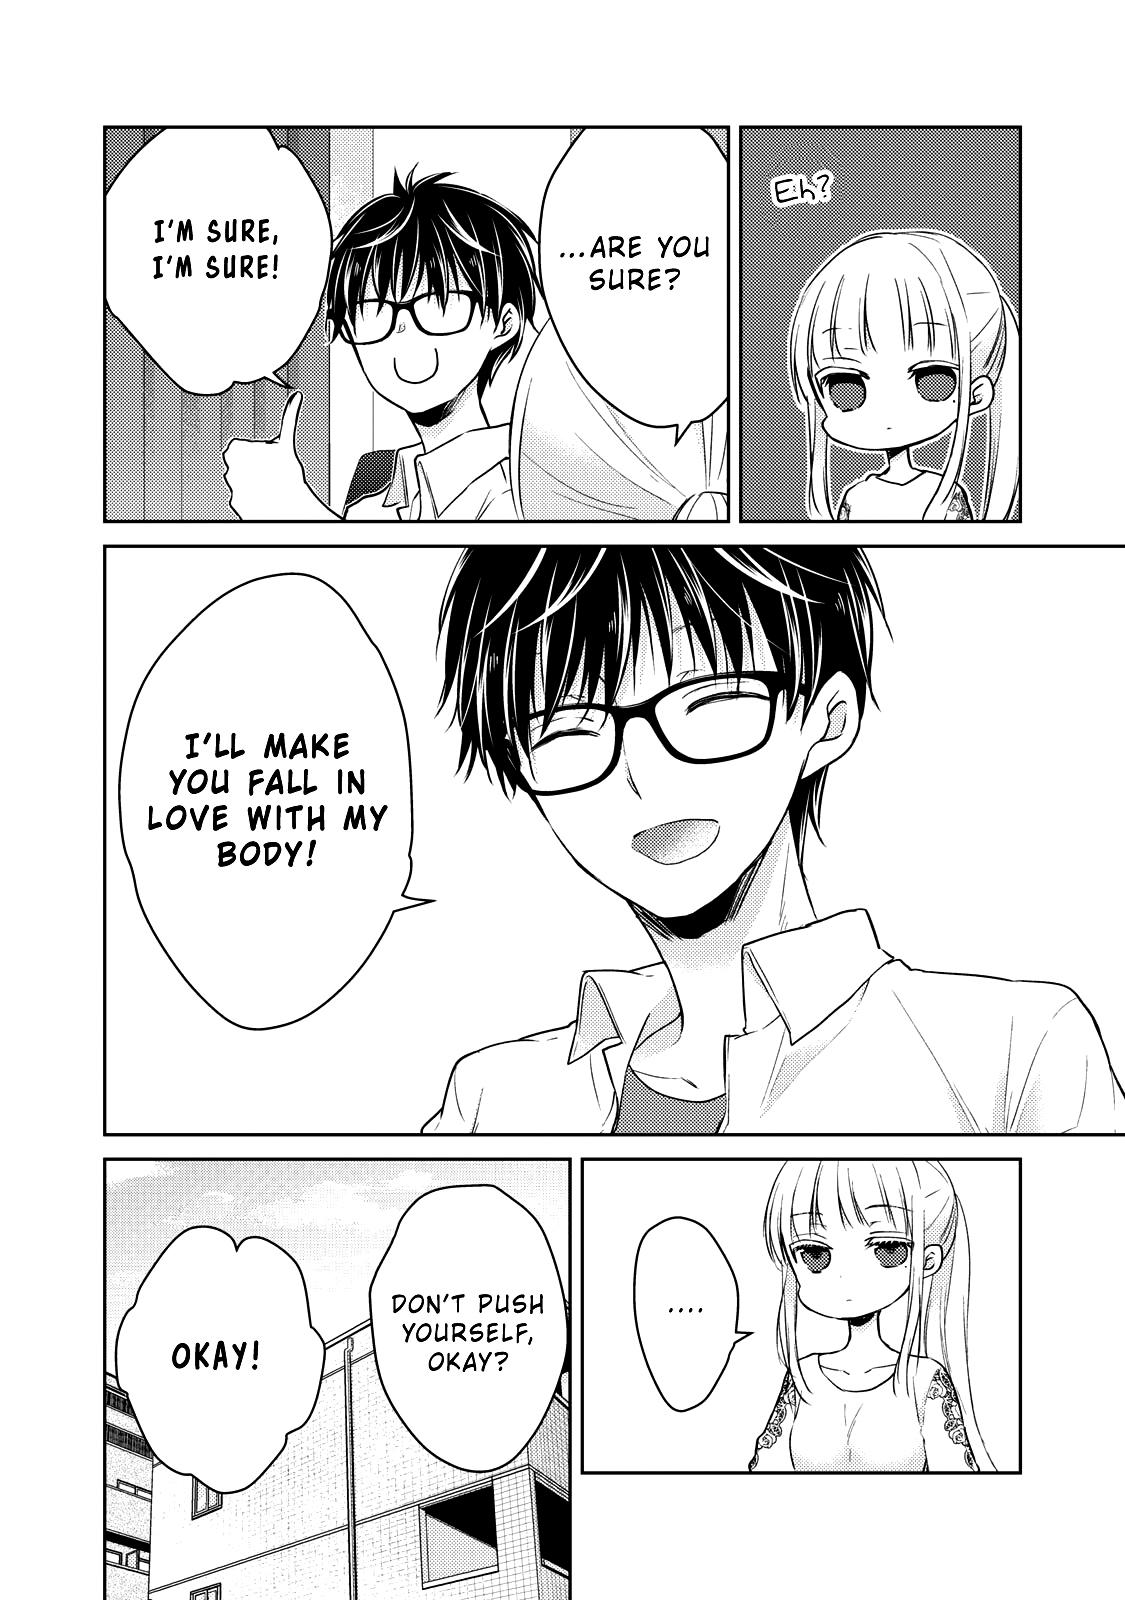 Eh?
...ARE YOU
SURE?
I'M SURE,
I'M SURE!
I'LL MAKE
YOU FALL IN
LOVE WITH MY
BODY!
....
DON'T PUSH
YOURSELF,
OKAY?
OKAY!